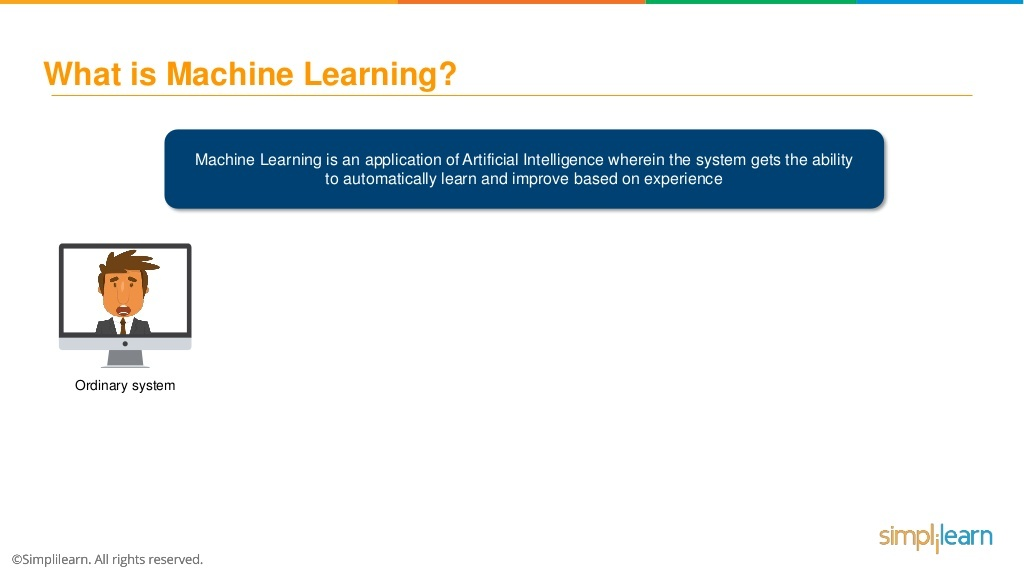 What is Machine Learning?
Machine Learning is an application of Artificial Intelligence wherein the system gets the ability
to automatically learn and improve based on experience
Ordinary system
simplilearn
©Simplilearn. All rights reserved.